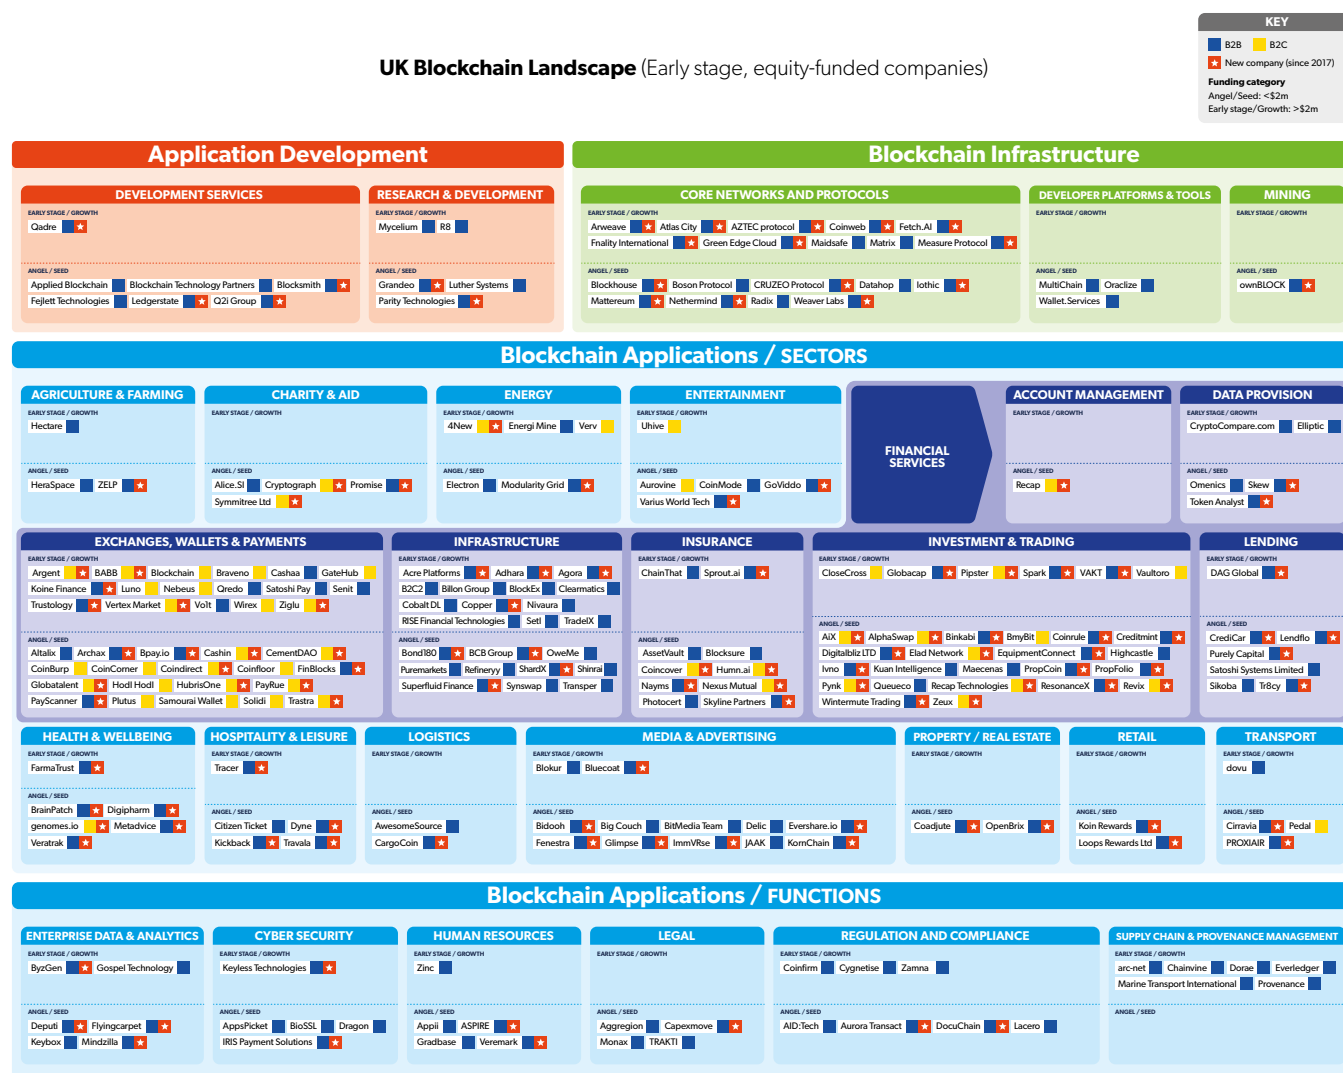 KEY
B2B B2C
New company (since 2017)
Funding category
Angel/Seed: <$2m
Early stage/Growth: >$2m
UK Blockchain Landscape (Early stage, equity-funded companies)
Application Development
DEVELOPMENT SERVICES
EARLY STAGE / GROWTH
Qadre
ANGEL / SEED
Applied Blockchain Blockchain Technology Partners Blocksmith
Fejlett Technologies Ledgerstate Q2i Group
RESEARCH & DEVELOPMENT
EARLY STAGE / GROWTH
Mycelium R8
ANGEL / SEED
Grandeo Luther Systems
Parity Technologies
Blockchain Infrastructure
CORE NETWORKS AND PROTOCOLS
EARLY STAGE / GROWTH
Arweave Atlas City AZTEC protocol Coinweb Fetch.AI
Fnality International Green Edge Cloud Maidsafe Matrix Measure Protocol
ANGEL / SEED
Blockhouse Boson Protocol CRUZEO Protocol Datahop Iothic
Mattereum Nethermind Radix Weaver Labs
DEVELOPER PLATFORMS & TOOLS
EARLY STAGE / GROWTH
ANGEL / SEED
MultiChain Oraclize
Wallet.Services
MINING
EARLY STAGE / GROWTH
ANGEL / SEED
ownBLOCK
Blockchain Applications / SECTORS
AGRICULTURE & FARMING
EARLY STAGE / GROWTH
Hectare
ANGEL / SEED
HeraSpace ZELP
CHARITY & AID
EARLY STAGE / GROWTH
ANGEL / SEED
Alice.SI Cryptograph Promise
Symmitree Ltd
ENERGY
EARLY STAGE / GROWTH
4New Energi Mine Verv
ANGEL / SEED
Electron Modularity Grid
ENTERTAINMENT
EARLY STAGE / GROWTH
Uhive
ANGEL / SEED
Aurovine CoinMode GoViddo
Varius World Tech
FINANCIAL
SERVICES
ACCOUNT MANAGEMENT
EARLY STAGE / GROWTH
ANGEL / SEED
Recap
DATA PROVISION
EARLY STAGE / GROWTH
CryptoCompare.com Elliptic
ANGEL / SEED
Omenics Skew
Token Analyst
EXCHANGES, WALLETS & PAYMENTS
EARLY STAGE / GROWTH
Argent BABB Blockchain Braveno Cashaa GateHub
Koine Finance Luno Nebeus Qredo Satoshi Pay Senit
Trustology Vertex Market Vo1t Wirex Ziglu
ANGEL / SEED
Altalix Archax Bpay.io Cashin CementDAO
CoinBurp CoinCorner Coindirect Coinfloor FinBlocks
Globatalent Hodl Hodl HubrisOne PayRue
PayScanner Plutus Samourai Wallet Solidi Trastra
INFRASTRUCTURE
EARLY STAGE / GROWTH
Acre Platforms Adhara Agora
B2C2 Billon Group BlockEx Clearmatics
Cobalt DL Copper Nivaura
RISE Financial Technologies Setl TradeIX
ANGEL / SEED
Bond180 BCB Group OweMe
Puremarkets Refineryy ShardX Shinrai
Superfluid Finance Synswap Transper
INSURANCE
EARLY STAGE / GROWTH
ChainThat Sprout.ai
ANGEL / SEED
AssetVault Blocksure
Coincover Humn.ai
Nayms Nexus Mutual
Photocert Skyline Partners
INVESTMENT & TRADING
EARLY STAGE / GROWTH
CloseCross Globacap Pipster Spark VAKT Vaultoro
ANGEL / SEED
AiX AlphaSwap Binkabi BmyBit Coinrule Creditmint
Digitalbiz LTD Elad Network EquipmentConnect Highcastle
Ivno Kuan Intelligence Maecenas PropCoin PropFolio
Pynk Queueco Recap Technologies ResonanceX Revix
Wintermute Trading Zeux
LENDING
EARLY STAGE / GROWTH
DAG Global
ANGEL / SEED
CrediCar Lendflo
Purely Capital
Satoshi Systems Limited
Sikoba Tr8cy
HEALTH & WELLBEING
EARLY STAGE / GROWTH
FarmaTrust
ANGEL / SEED
BrainPatch Digipharm
genomes.io Metadvice
Veratrak
HOSPITALITY & LEISURE
EARLY STAGE / GROWTH
Tracer
ANGEL / SEED
Citizen Ticket Dyne
Kickback Travala
LOGISTICS
EARLY STAGE / GROWTH
ANGEL / SEED
AwesomeSource
CargoCoin
MEDIA & ADVERTISING
EARLY STAGE / GROWTH
Blokur Bluecoat
ANGEL / SEED
Bidooh Big Couch BitMedia Team Delic Evershare.io
Fenestra Glimpse ImmVRse JAAK KornChain
PROPERTY / REAL ESTATE
EARLY STAGE / GROWTH
ANGEL / SEED
Coadjute OpenBrix
RETAIL
EARLY STAGE / GROWTH
ANGEL / SEED
Koin Rewards
Loops Rewards Ltd
TRANSPORT
EARLY STAGE / GROWTH
dovu
ANGEL / SEED
Cirravia Pedal
PROXIAIR
Blockchain Applications / FUNCTIONS
ENTERPRISE DATA & ANALYTICS
EARLY STAGE / GROWTH
ByzGen Gospel Technology
ANGEL / SEED
Deputi Flyingcarpet
Keybox Mindzilla
CYBER SECURITY
EARLY STAGE / GROWTH
Keyless Technologies
ANGEL / SEED
AppsPicket BioSSL Dragon
IRIS Payment Solutions
HUMAN RESOURCES
EARLY STAGE / GROWTH
Zinc
ANGEL / SEED
Appii ASPIRE
Gradbase Veremark
LEGAL
EARLY STAGE / GROWTH
ANGEL / SEED
Aggregion Capexmove
Monax TRAKTI
REGULATION AND COMPLIANCE
EARLY STAGE / GROWTH
Coinfirm Cygnetise Zamna
ANGEL / SEED
AID:Tech Aurora Transact DocuChain Lacero
SUPPLY CHAIN & PROVENANCE MANAGEMENT
EARLY STAGE / GROWTH
arc-net Chainvine Dorae Everledger
Marine Transport International Provenance
ANGEL / SEED